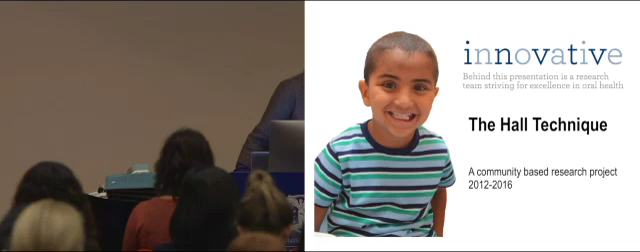 innovative
Behind this presentation is a research
team striving for excellence in oral health
The Hall Technique
A community based research project
2012-2016